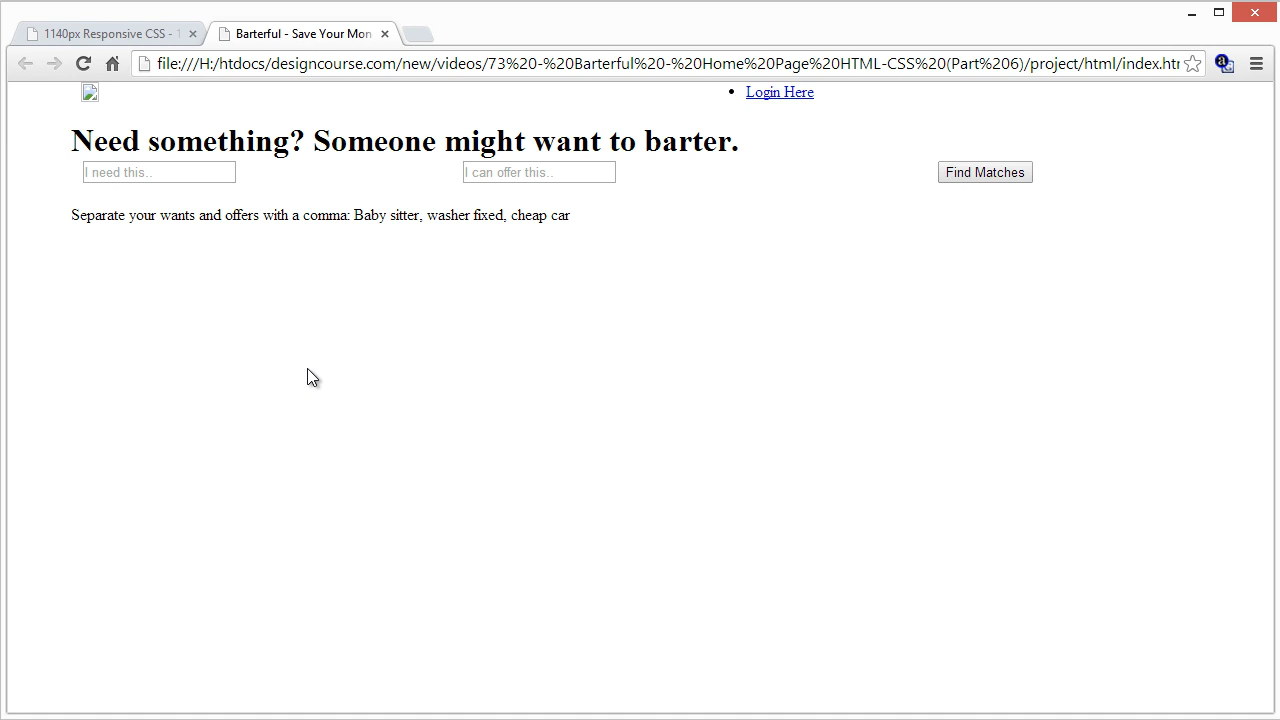 1140px Responsive CSS -
Barterful - Save Your Mon
file:///H:/htdocs/designcourse.com/new/videos/73%20-%20Barterful%20-%20Home%20Page%20HTML-CSS%20(Part%206)/project/html/index.htm
Login Here
Need something? Someone might want to barter.
I need this..
I can offer this..
Find Matches
Separate your wants and offers with a comma: Baby sitter, washer fixed, cheap car